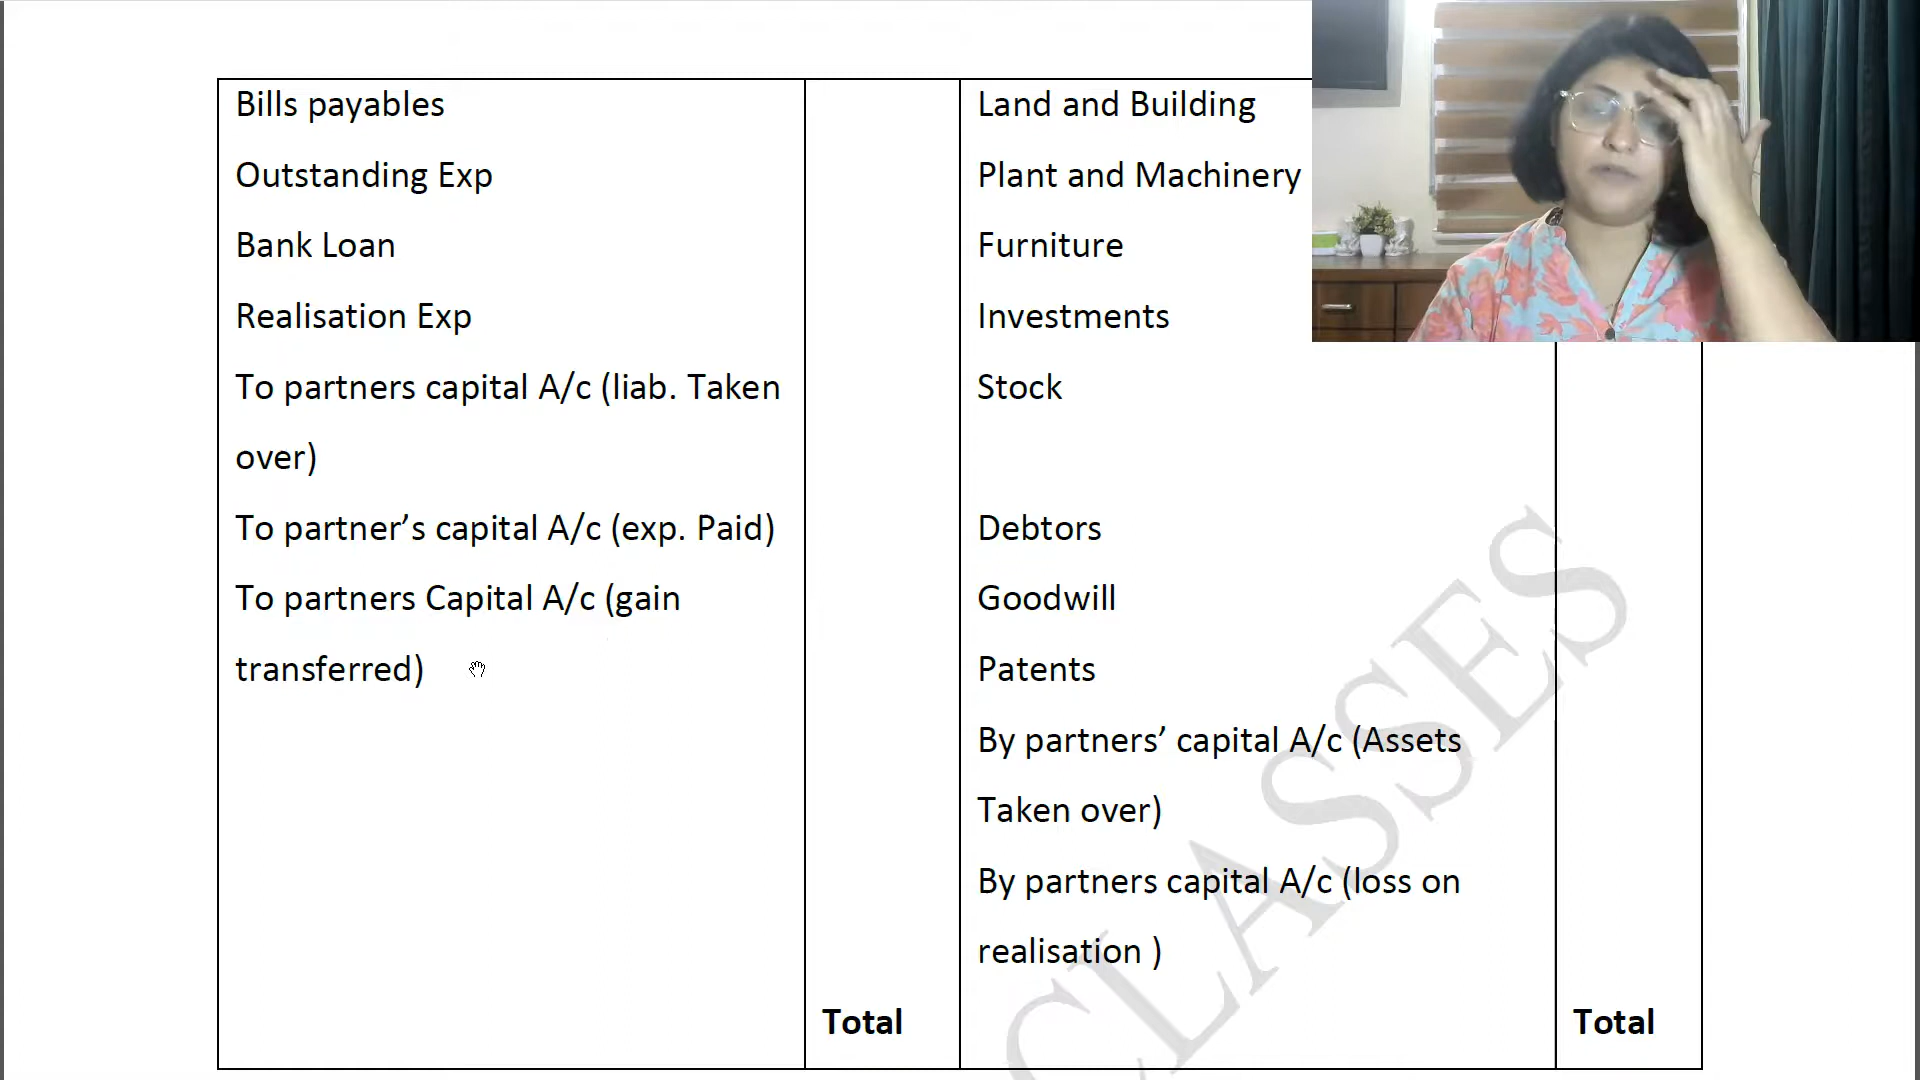 Bills payables
Outstanding Exp
Bank Loan
Realisation Exp
To partners capital A/c (liab. Taken
over)
To partner’s capital A/c (exp. Paid)
To partners Capital A/c (gain
transferred)
Total
Land and Building
Plant and Machinery
Furniture
Investments
Stock
Debtors
Goodwill
Patents
By partners’ capital A/c (Assets
Taken over)
By partners capital A/c (loss on
realisation )
Total
CLASSES